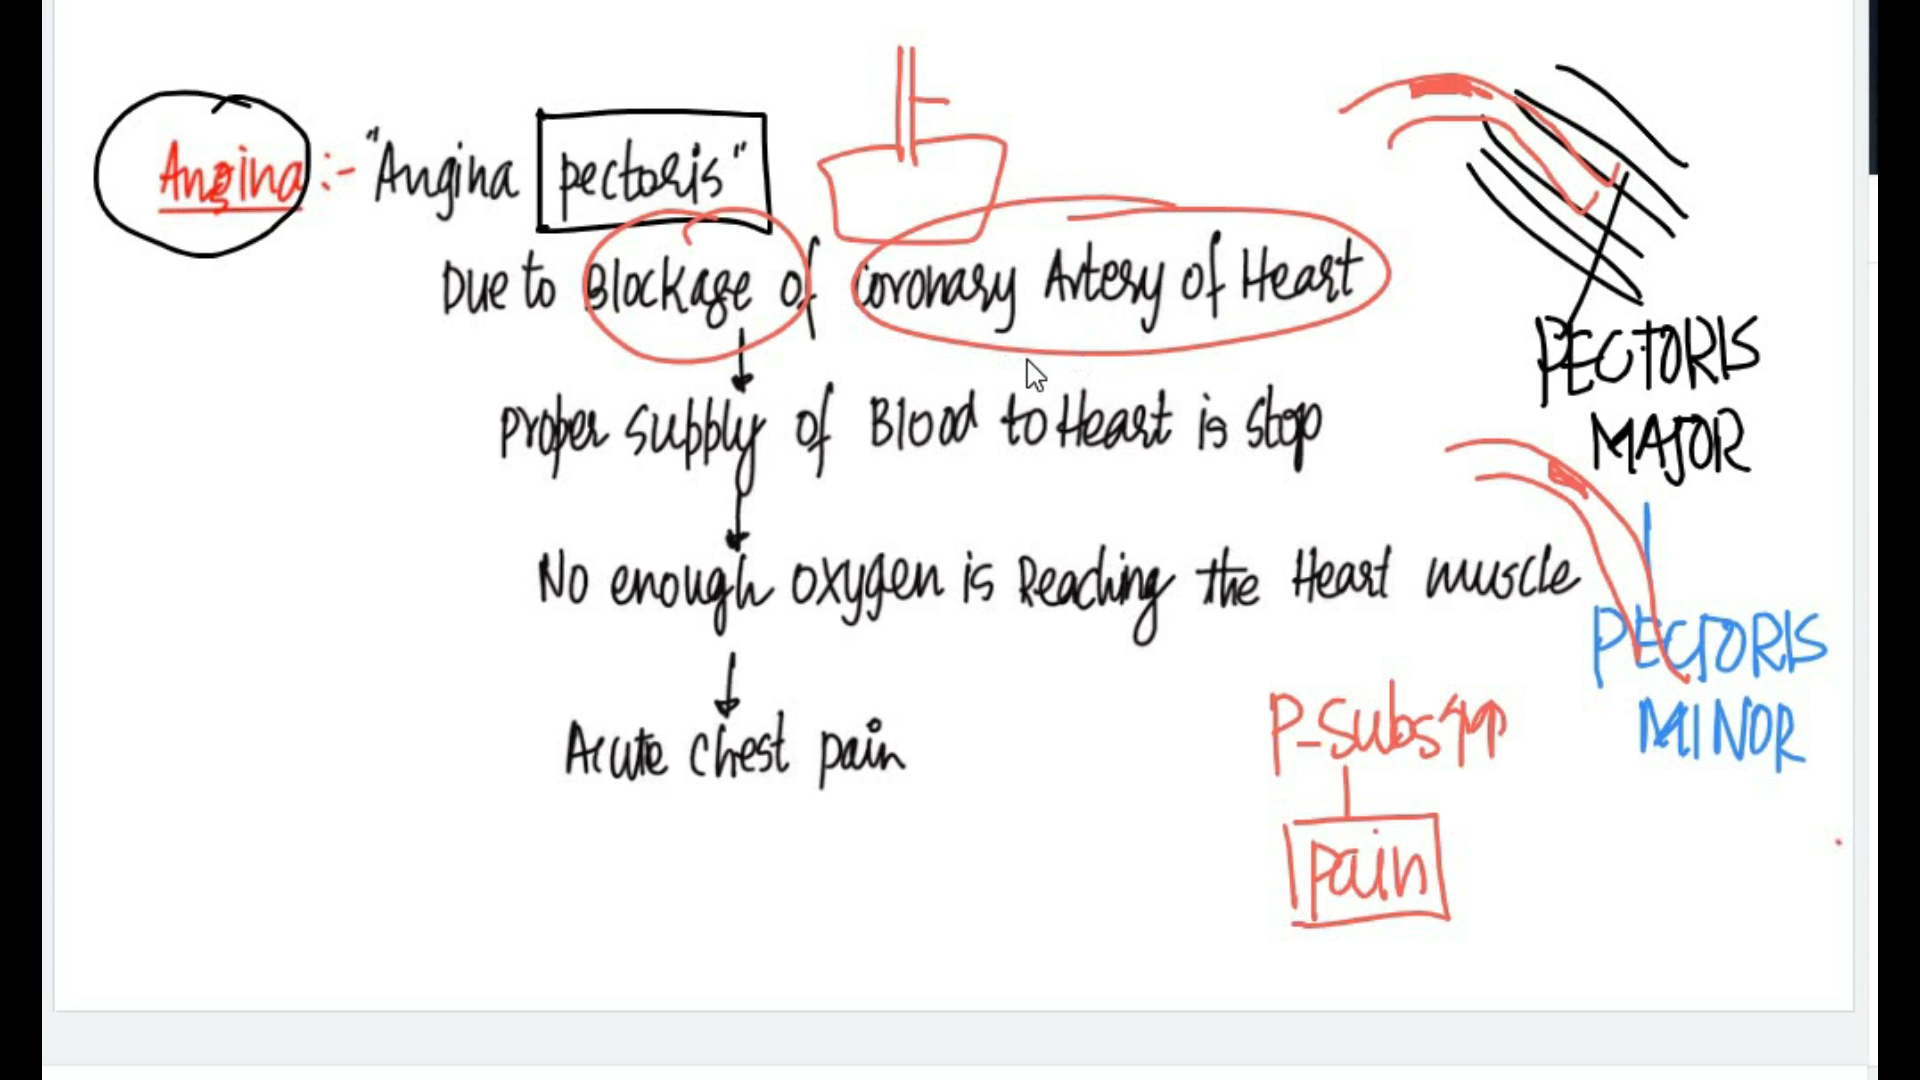 Angina :- "Angina pectoris"
Due to Blockage of Coronary Artery of Heart
Proper supply of Blood to Heart is stop
No enough oxygen is Reaching the Heart muscle
Acute chest pain
PECTORIS
MAJOR
PECTORIS
MINOR
pain